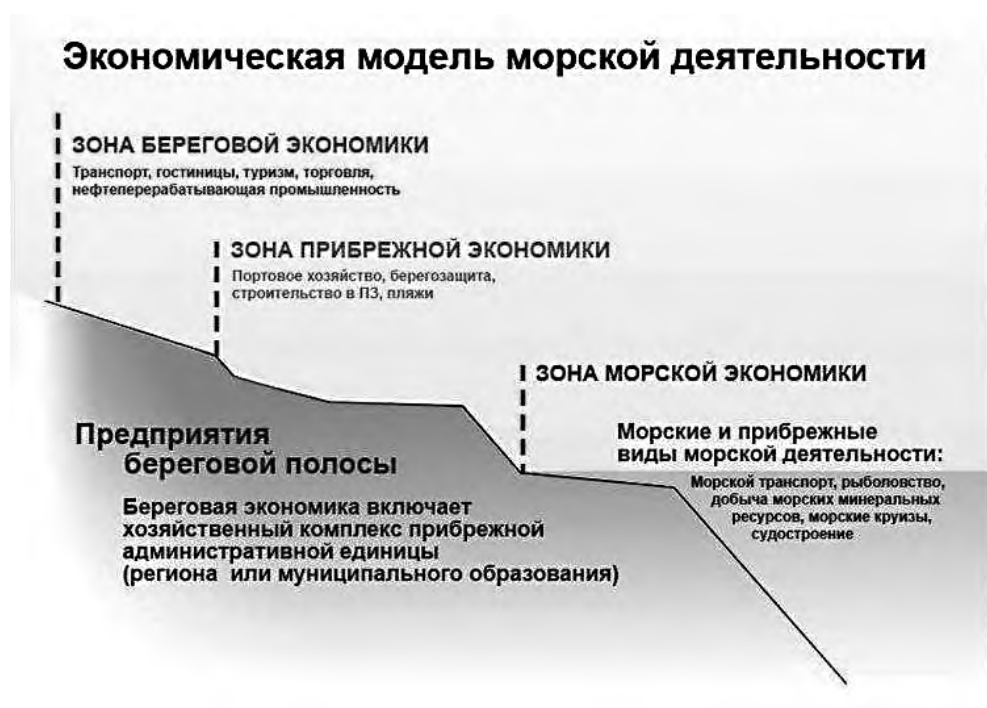 Экономическая модель морской деятельности
ЗОНА БЕРЕГОВОЙ ЭКОНОМИКИ
Транспорт, гостиницы, туризм, торговля,
нефтеперерабатывающая промышленность
ЗОНА ПРИБРЕЖНОЙ ЭКОНОМИКИ
Портовое хозяйство, берегозащита,
строительство в ПЗ, пляжи
ЗОНА МОРСКОЙ ЭКОНОМИКИ
Предприятия
береговой полосы
Береговая экономика включает
хозяйственный комплекс прибрежной
административной единицы
(региона или муниципального образования)
Морские и прибрежные
виды морской деятельности:
Морской транспорт, рыболовство,
добыча морских минеральных
ресурсов, морские круизы,
судостроение